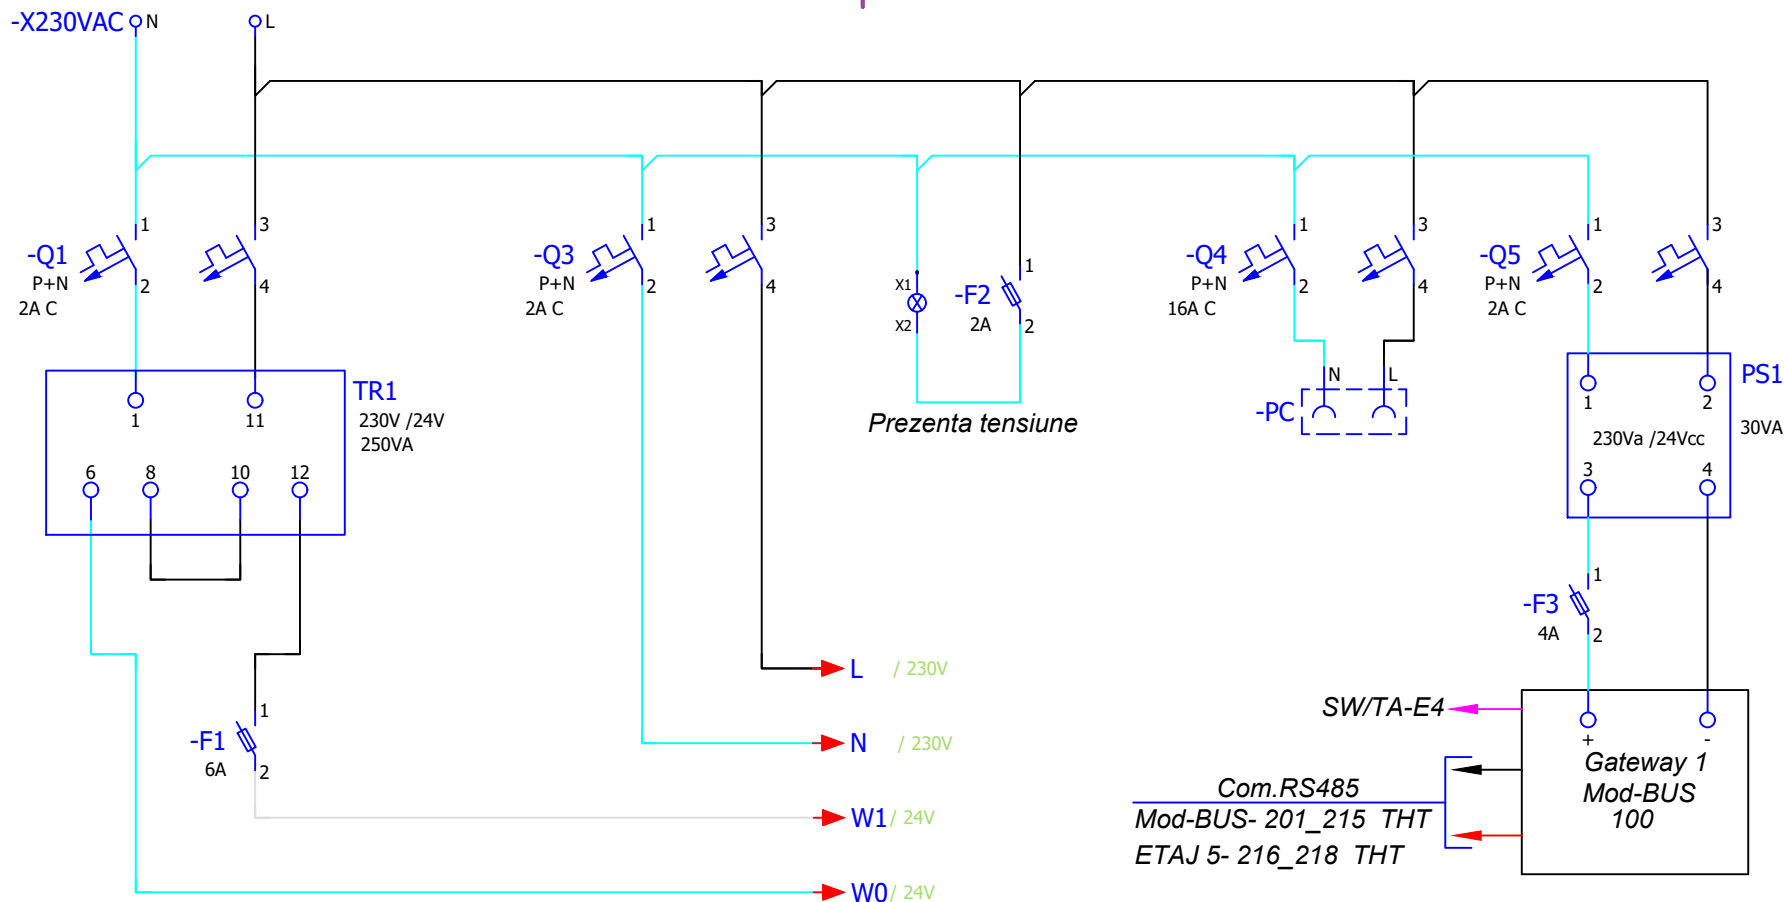 -X230VAC N L
1 3 1 3 1 3 1 3
-Q1 -Q3 -Q4 -Q5
P+N P+N P+N P+N
2A C 2A C 16A C 2A C
2 4 2 4 2 4 2 4
X1 -F2 1
X2 2A 2
Prezenta tensiune
N L
-PC
TR1
230V /24V
250VA
1 11
6 8 10 12
PS1
30VA
1 2
230Va /24Vcc
3 4
-F3 1
4A 2
-F1 1
6A 2
L / 230V
N / 230V
W1 / 24V
W0 / 24V
SW/TA-E4
+ -
Gateway 1
Mod-BUS
100
Com.RS485
Mod-BUS- 201_215 THT
ETAJ 5- 216_218 THT